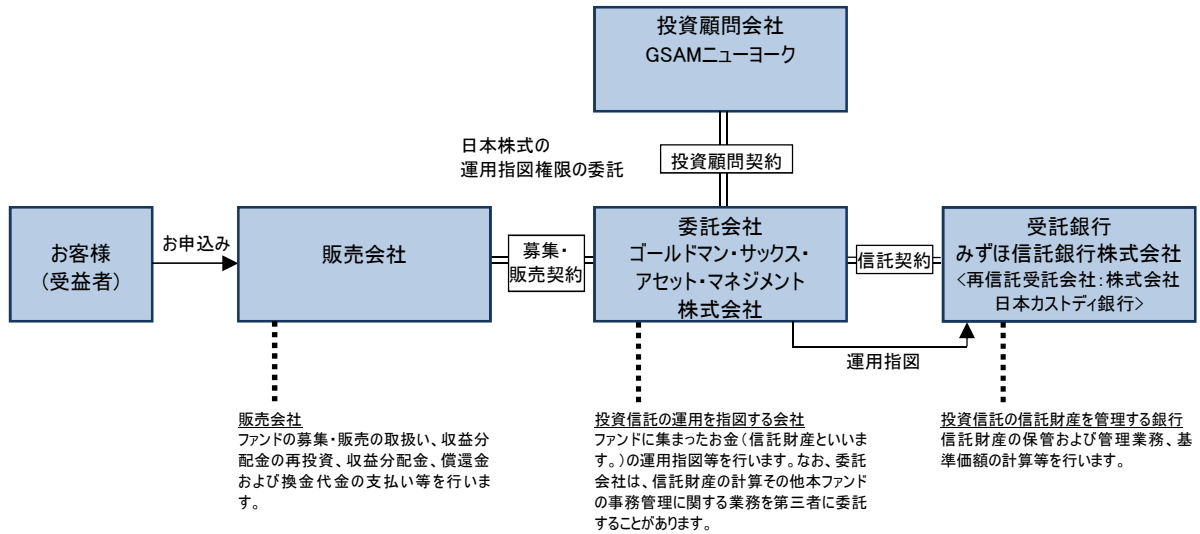 投資顧問会社
GSAMニューヨーク
日本株式の
運用指図権限の委託
投資顧問契約
お客様
（受益者）
お申込み
販売会社
募集・
販売契約
委託会社
ゴールドマン・サックス・
アセット・マネジメント
株式会社
信託契約
受託銀行
みずほ信託銀行株式会社
<再信託受託会社：株式会社
日本カストディ銀行>
運用指図
販売会社
ファンドの募集・販売の取扱い、収益分
配金の再投資、収益分配金、償還金
および換金代金の支払い等を行いま
す。
投資信託の運用を指図する会社
ファンドに集まったお金（信託財産といいま
す。）の運用指図等を行います。なお、委託
会社は、信託財産の計算その他本ファンド
の事務管理に関する業務を第三者に委託
することがあります。
投資信託の信託財産を管理する銀行
信託財産の保管および管理業務、基
準価額の計算等を行います。